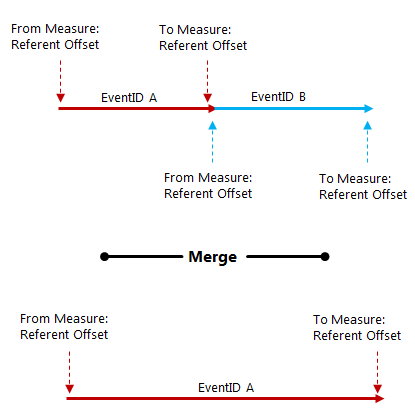 From Measure:
Referent Offset
To Measure:
Referent Offset
EventID A
EventID B
From Measure:
Referent Offset
To Measure:
Referent Offset
Merge
From Measure:
Referent Offset
To Measure:
Referent Offset
EventID A